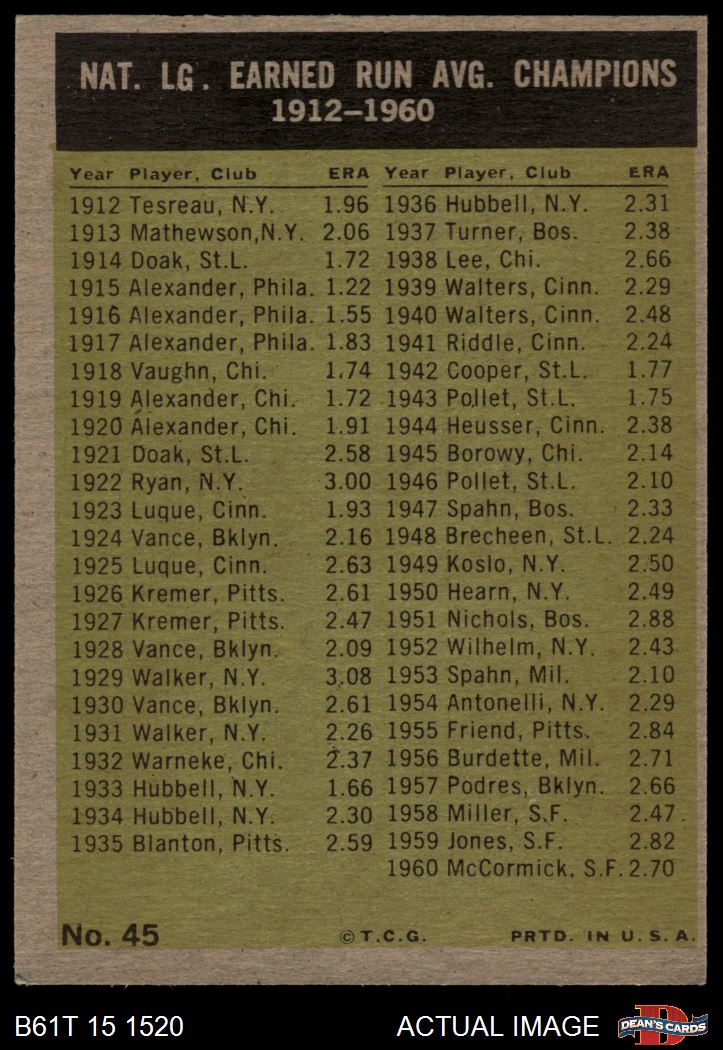 NAT. LG. EARNED RUN AVG. CHAMPIONS
1912–1960
Year Player, Club ERA
1912 Tesreau, N.Y. 1.96
1913 Mathewson,N.Y. 2.06
1914 Doak, St.L. 1.72
1915 Alexander, Phila. 1.22
1916 Alexander, Phila. 1.55
1917 Alexander, Phila. 1.83
1918 Vaughn, Chi. 1.74
1919 Alexander, Chi. 1.72
1920 Alexander, Chi. 1.91
1921 Doak, St.L. 2.58
1922 Ryan, N.Y. 3.00
1923 Luque, Cinn. 1.93
1924 Vance, Bklyn. 2.16
1925 Luque, Cinn. 2.63
1926 Kremer, Pitts. 2.61
1927 Kremer, Pitts. 2.47
1928 Vance, Bklyn. 2.09
1929 Walker, N.Y. 3.08
1930 Vance, Bklyn. 2.61
1931 Walker, N.Y. 2.26
1932 Warneke, Chi. 2.37
1933 Hubbell, N.Y. 1.66
1934 Hubbell, N.Y. 2.30
1935 Blanton, Pitts. 2.59
Year Player, Club ERA
1936 Hubbell, N.Y. 2.31
1937 Turner, Bos. 2.38
1938 Lee, Chi. 2.66
1939 Walters, Cinn. 2.29
1940 Walters, Cinn. 2.48
1941 Riddle, Cinn. 2.24
1942 Cooper, St.L. 1.77
1943 Pollet, St.L. 1.75
1944 Heusser, Cinn. 2.38
1945 Borowy, Chi. 2.14
1946 Pollet, St.L. 2.10
1947 Spahn, Bos. 2.33
1948 Brecheen, St.L. 2.24
1949 Koslo, N.Y. 2.50
1950 Hearn, N.Y. 2.49
1951 Nichols, Bos. 2.88
1952 Wilhelm, N.Y. 2.43
1953 Spahn, Mil. 2.10
1954 Antonelli, N.Y. 2.29
1955 Friend, Pitts. 2.84
1956 Burdette, Mil. 2.71
1957 Podres, Bklyn. 2.66
1958 Miller, S.F. 2.47
1959 Jones, S.F. 2.82
1960 McCormick, S.F. 2.70
No. 45 ©T.C.G. PRTD. IN U.S.A.
B61T 15 1520 ACTUAL IMAGE DEAN'S CARDS